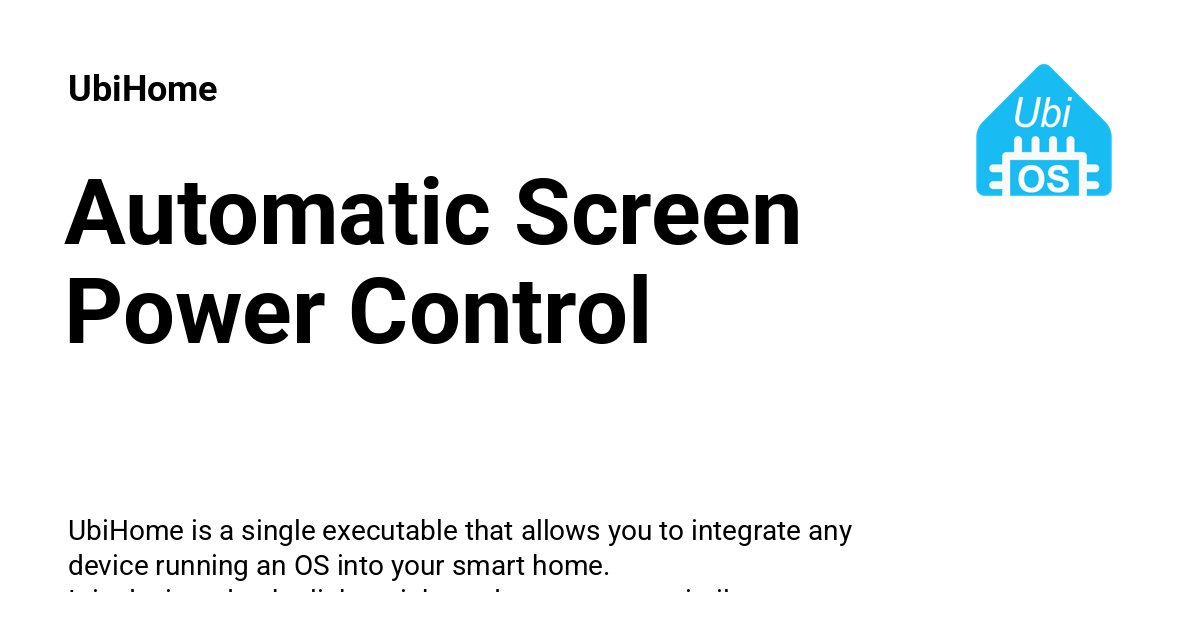 UbiHome
Ubi
OS
Automatic Screen
Power Control
UbiHome is a single executable that allows you to integrate any
device running an OS into your smart home.